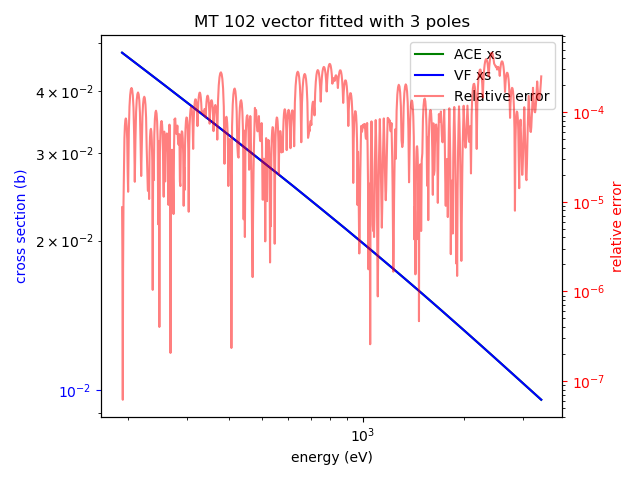 MT 102 vector fitted with 3 poles
ACE xs
VF xs
Relative error
4 × 10⁻²
3 × 10⁻²
2 × 10⁻²
10⁻²
cross section (b)
10⁻⁴
10⁻⁵
10⁻⁶
10⁻⁷
relative error
10³
energy (eV)